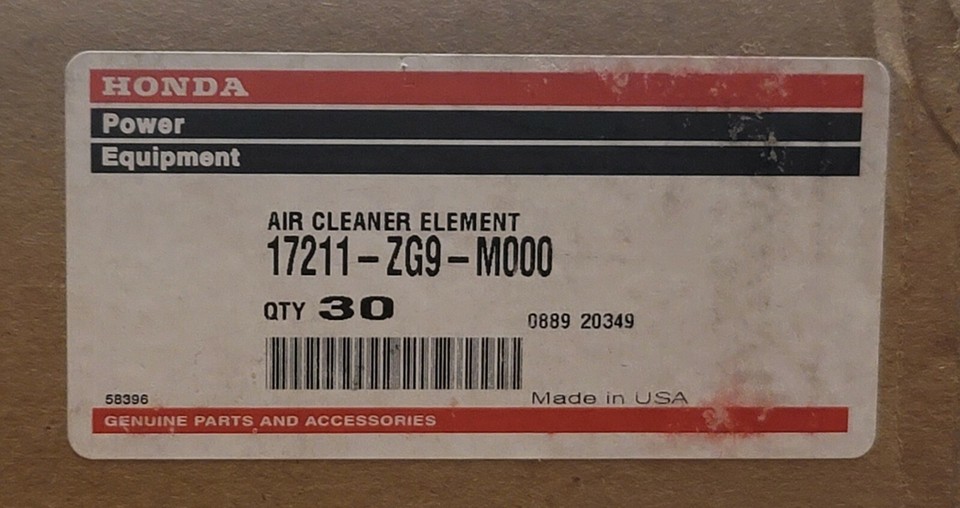 HONDA
Power
Equipment
AIR CLEANER ELEMENT
17211-ZG9-M000
QTY 30
0889 20349
58396
Made in USA
GENUINE PARTS AND ACCESSORIES